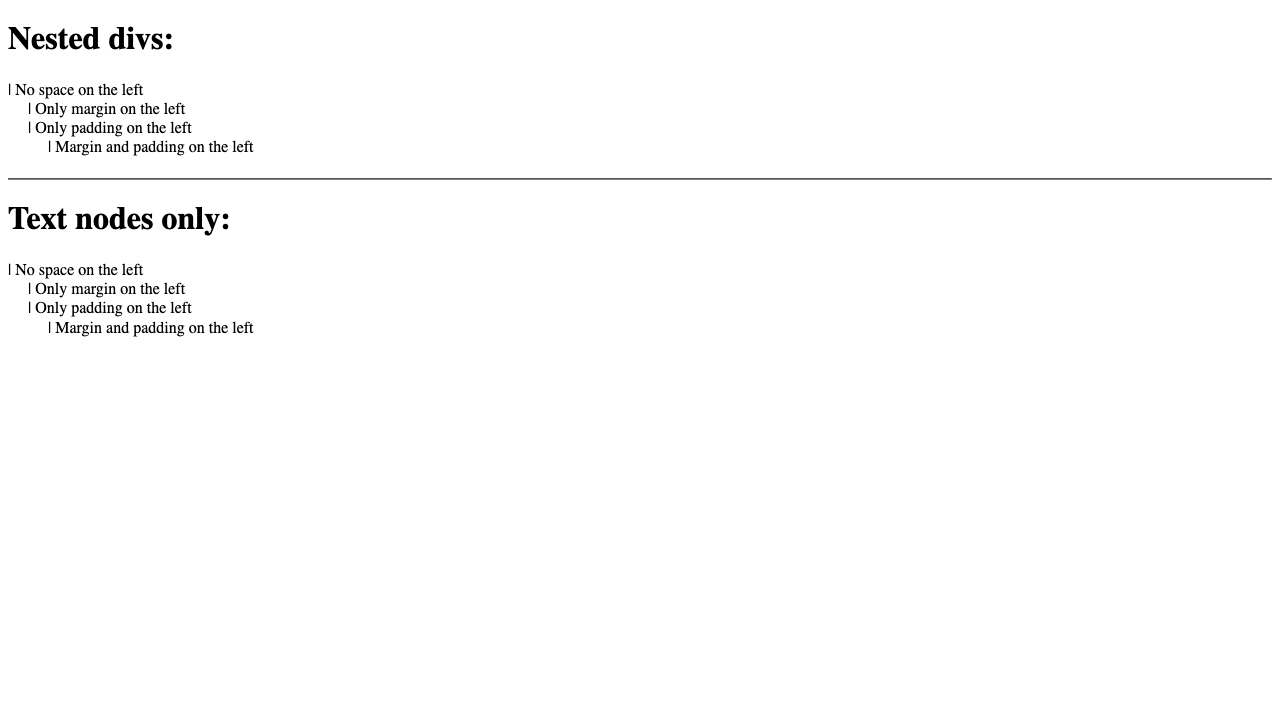 Nested divs:
| No space on the left
| Only margin on the left
| Only padding on the left
| Margin and padding on the left
Text nodes only:
| No space on the left
| Only margin on the left
| Only padding on the left
| Margin and padding on the left